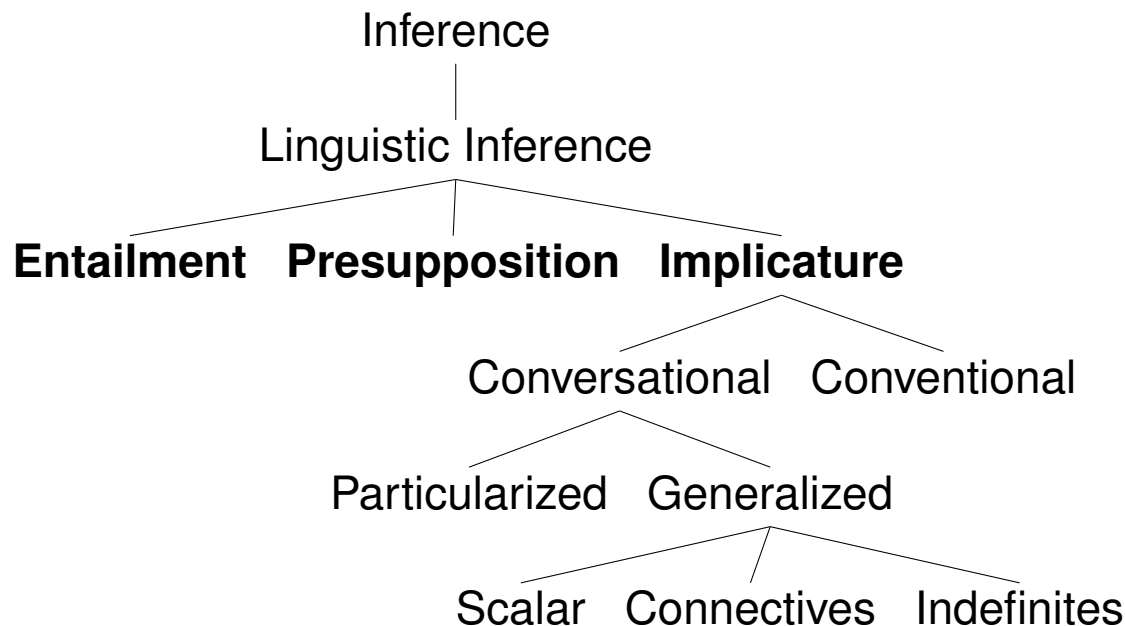 Inference
Linguistic Inference
Entailment Presupposition Implicature
Conversational Conventional
Particularized Generalized
Scalar Connectives Indefinites